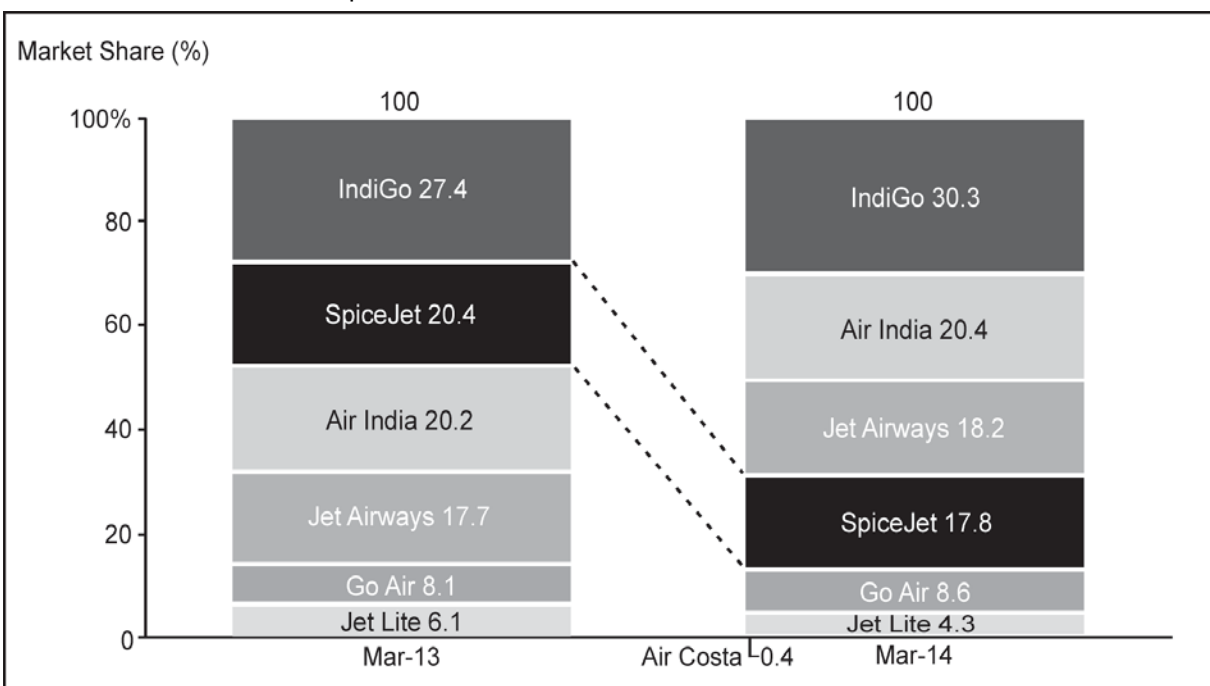 Market Share (%)
100
100
100%
80
60
40
20
0
IndiGo 27.4
SpiceJet 20.4
Air India 20.2
Jet Airways 17.7
Go Air 8.1
Jet Lite 6.1
IndiGo 30.3
Air India 20.4
Jet Airways 18.2
SpiceJet 17.8
Go Air 8.6
Jet Lite 4.3
Mar-13
Air Costa 0.4
Mar-14